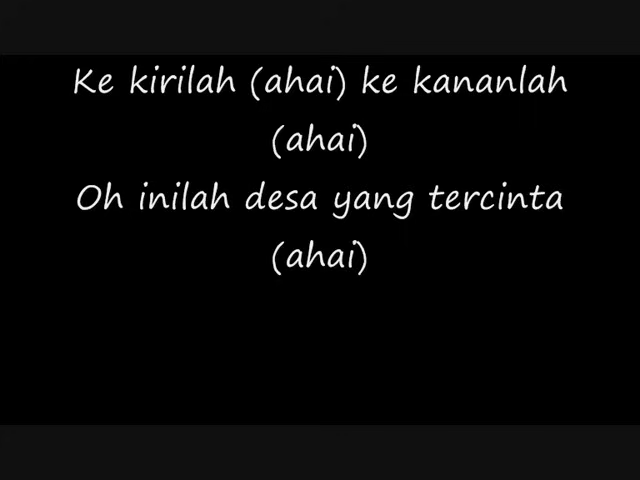 Ke kirilah (ahai) ke kananlah
(ahai)
Oh inilah desa yang tercinta
(ahai)